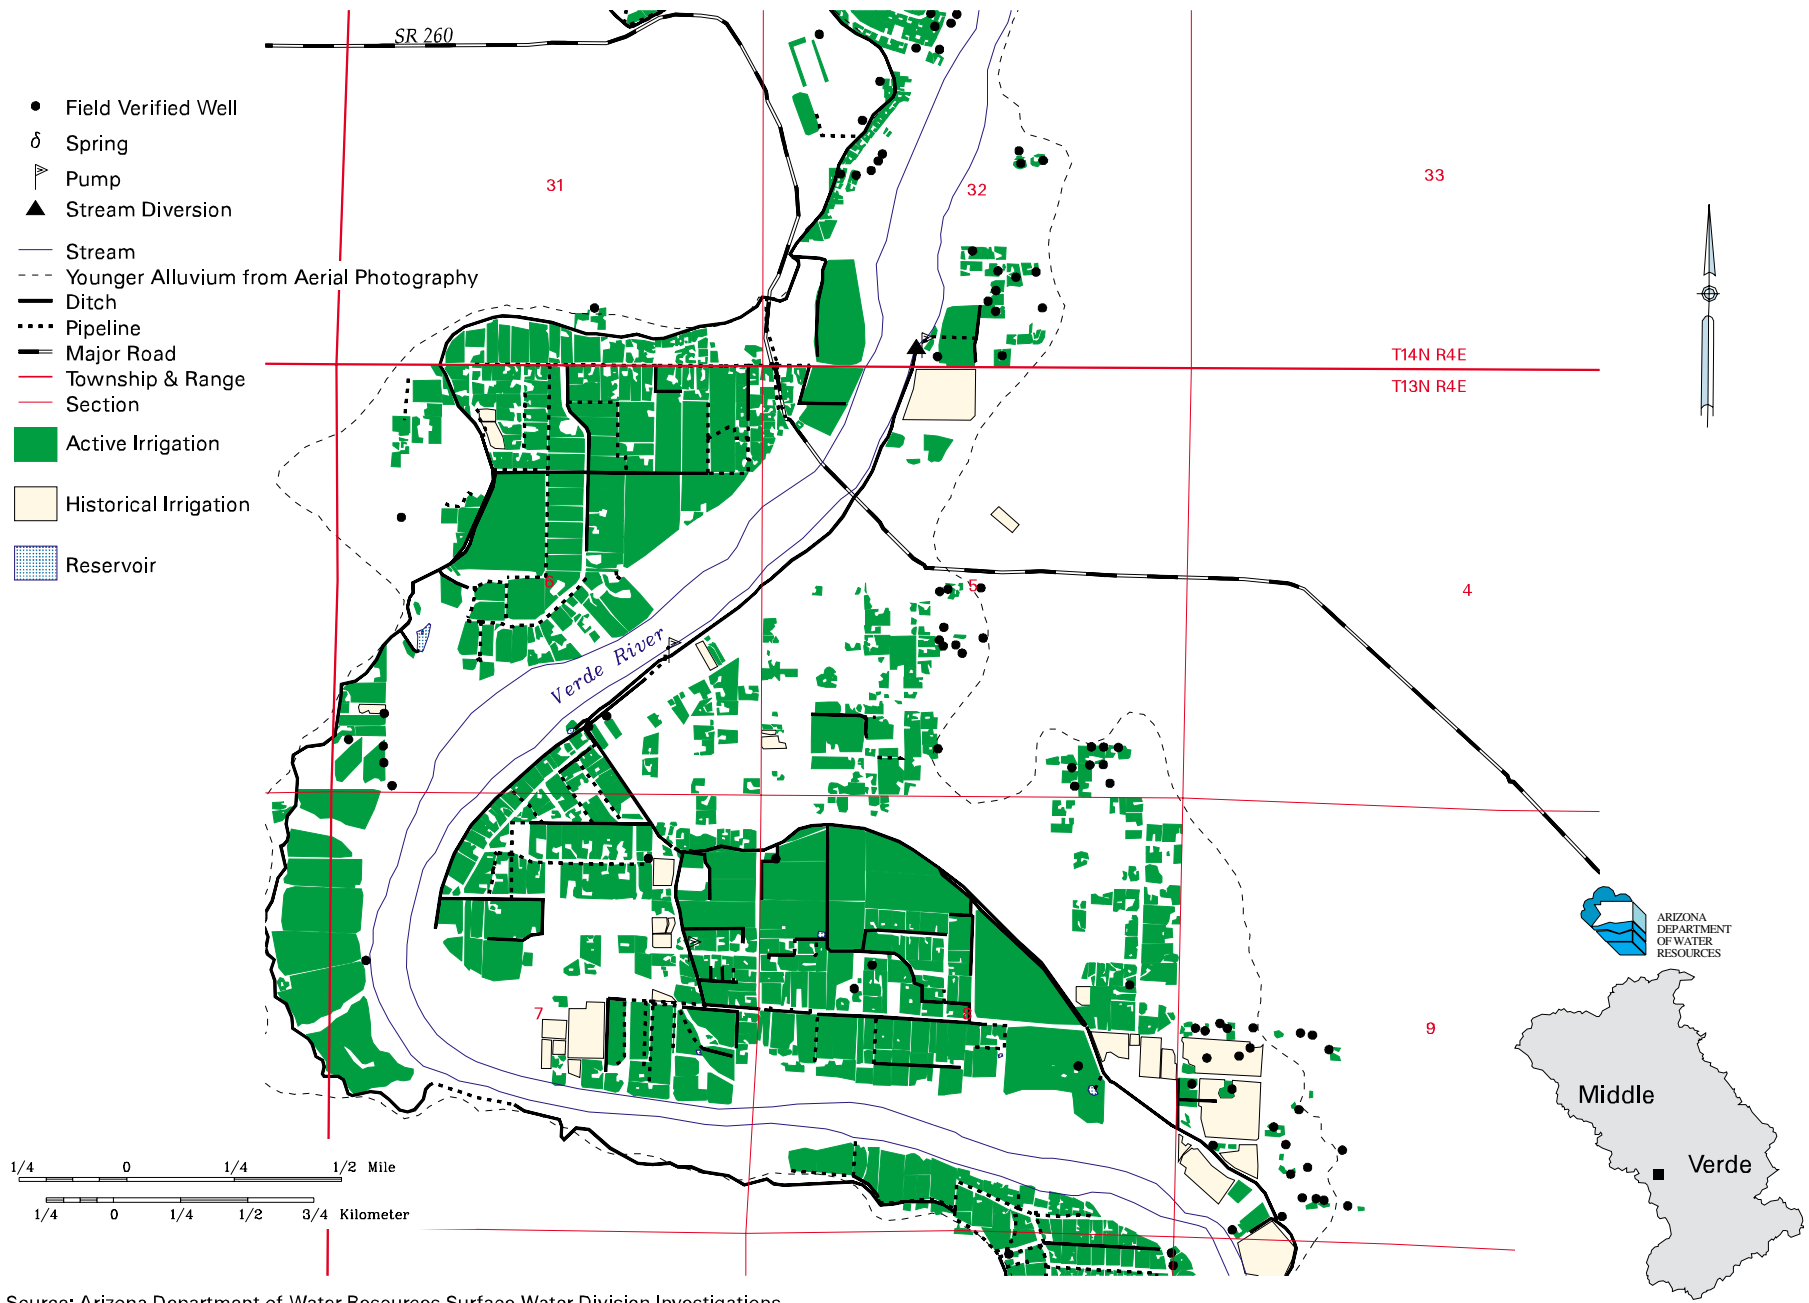 SR 260
Field Verified Well
Spring
Pump
Stream Diversion
Stream
Younger Alluvium from Aerial Photography
Ditch
Pipeline
Major Road
Township & Range
Section
Active Irrigation
Historical Irrigation
Reservoir
31
32
33
T14N R4E
T13N R4E
6
5
4
Verde River
7
8
9
ARIZONA
DEPARTMENT
OF WATER
RESOURCES
Middle
Verde
1/4 0 1/4 1/2 Mile
1/4 0 1/4 1/2 3/4 Kilometer
Source: Arizona Department of Water Resources Surface Water Division Investigations